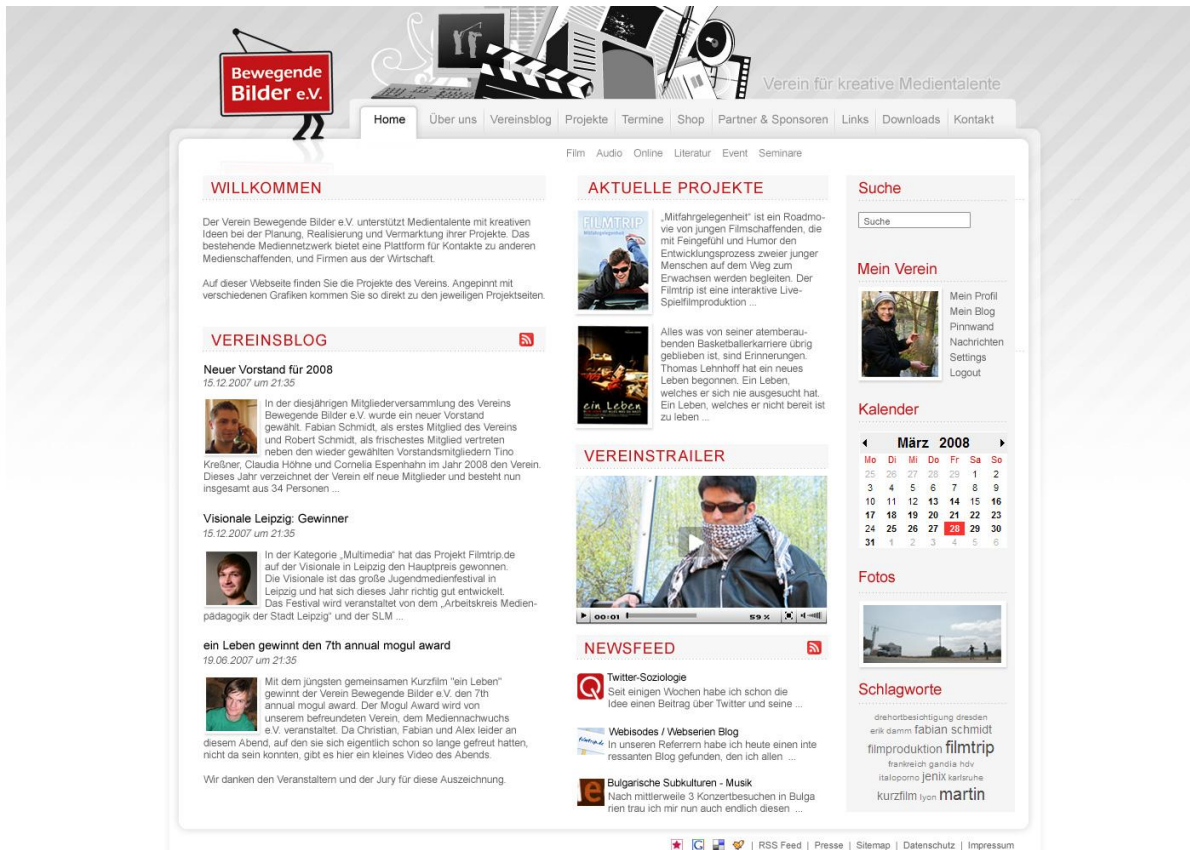 Bewegende
Bilder e.V.
Verein für kreative Medientalente
Home Über uns Vereinsblog Projekte Termine Shop Partner & Sponsoren Links Downloads Kontakt
Film Audio Online Literatur Event Seminare
WILLKOMMEN
Der Verein Bewegende Bilder e.V. unterstützt Medientalente mit kreativen
Ideen bei der Planung, Realisierung und Vermarktung ihrer Projekte. Das
bestehende Mediennetzwerk bietet eine Plattform für Kontakte zu anderen
Medienschaffenden, und Firmen aus der Wirtschaft.
Auf dieser Webseite finden Sie die Projekte des Vereins. Angepinnt mit
verschiedenen Grafiken kommen Sie so direkt zu den jeweiligen Projektseiten.
VEREINSBLOG
Neuer Vorstand für 2008
15.12.2007 um 21:35
In der diesjährigen Mitgliederversammlung des Vereins
Bewegende Bilder e.V. wurde ein neuer Vorstand
gewählt. Fabian Schmidt, als erstes Mitglied des Vereins
und Robert Schmidt, als frischestes Mitglied vertreten
neben den wieder gewählten Vorstandsmitgliedern Tino
Kreßner, Claudia Höhne und Cornelia Espenhahn im Jahr 2008 den Verein.
Dieses Jahr verzeichnet der Verein elf neue Mitglieder und besteht nun
insgesamt aus 34 Personen ...
Visionale Leipzig: Gewinner
15.12.2007 um 21:35
In der Kategorie „Multimedia“ hat das Projekt Filmtrip.de
auf der Visionale in Leipzig den Hauptpreis gewonnen.
Die Visionale ist das große Jugendmedienfestival in
Leipzig und hat sich dieses Jahr richtig gut entwickelt.
Das Festival wird veranstaltet von dem „Arbeitskreis Medien-
pädagogik der Stadt Leipzig“ und der SLM ...
ein Leben gewinnt den 7th annual mogul award
19.06.2007 um 21:35
Mit dem jüngsten gemeinsamen Kurzfilm "ein Leben"
gewinnt der Verein Bewegende Bilder e.V. den 7th
annual mogul award. Der Mogul Award wird von
unserem befreundeten Verein, dem Mediennachwuchs
e.V. veranstaltet. Da Christian, Fabian und Alex leider an
diesem Abend, auf den sie sich eigentlich schon so lange gefreut hatten,
nicht da sein konnten, gibt es hier ein kleines Video des Abends.
Wir danken den Veranstaltern und der Jury für diese Auszeichnung.
AKTUELLE PROJEKTE
FILMTRIP
Mitfahrgelegenheit
„Mitfahrgelegenheit“ ist ein Roadmo-
vie von jungen Filmschaffenden, die
mit Feingefühl und Humor den
Entwicklungsprozess zweier junger
Menschen auf dem Weg zum
Erwachsen werden begleiten. Der
Filmtrip ist eine interaktive Live-
Spielfilmproduktion ...
ein Leben
Alles was von seiner atemberau-
benden Basketballerkarriere übrig
geblieben ist, sind Erinnerungen.
Thomas Lehnhoff hat ein neues
Leben begonnen. Ein Leben,
welches er sich nie ausgesucht hat.
Ein Leben, welches er nicht bereit ist
zu leben ...
VEREINSTRAILER
00:01 59 %
NEWSFEED
Twitter-Soziologie
Seit einigen Wochen habe ich schon die
Idee einen Beitrag über Twitter und seine ...
filmtrip.de
Webisodes / Webserien Blog
In unseren Referrern habe ich heute einen inte
ressanten Blog gefunden, den ich allen ...
e
Bulgarische Subkulturen - Musik
Nach mittlerweile 3 Konzertbesuchen in Bulga
rien trau ich mir nun auch endlich diesen ...
Suche
Suche
Mein Verein
Mein Profil
Mein Blog
Pinnwand
Nachrichten
Settings
Logout
Kalender
März 2008
Mo Di Mi Do Fr Sa So
25 26 27 28 29 1 2
3 4 5 6 7 8 9
10 11 12 13 14 15 16
17 18 19 20 21 22 23
24 25 26 27 28 29 30
31 1 2 3 4 5 6
Fotos
Schlagworte
drehortbesichtigung dresden
erik damm fabian schmidt
filmproduktion filmtrip
frankreich gandia hdv
italoporno jenix karlsruhe
kurzfilm lyon martin
G | RSS Feed | Presse | Sitemap | Datenschutz | Impressum